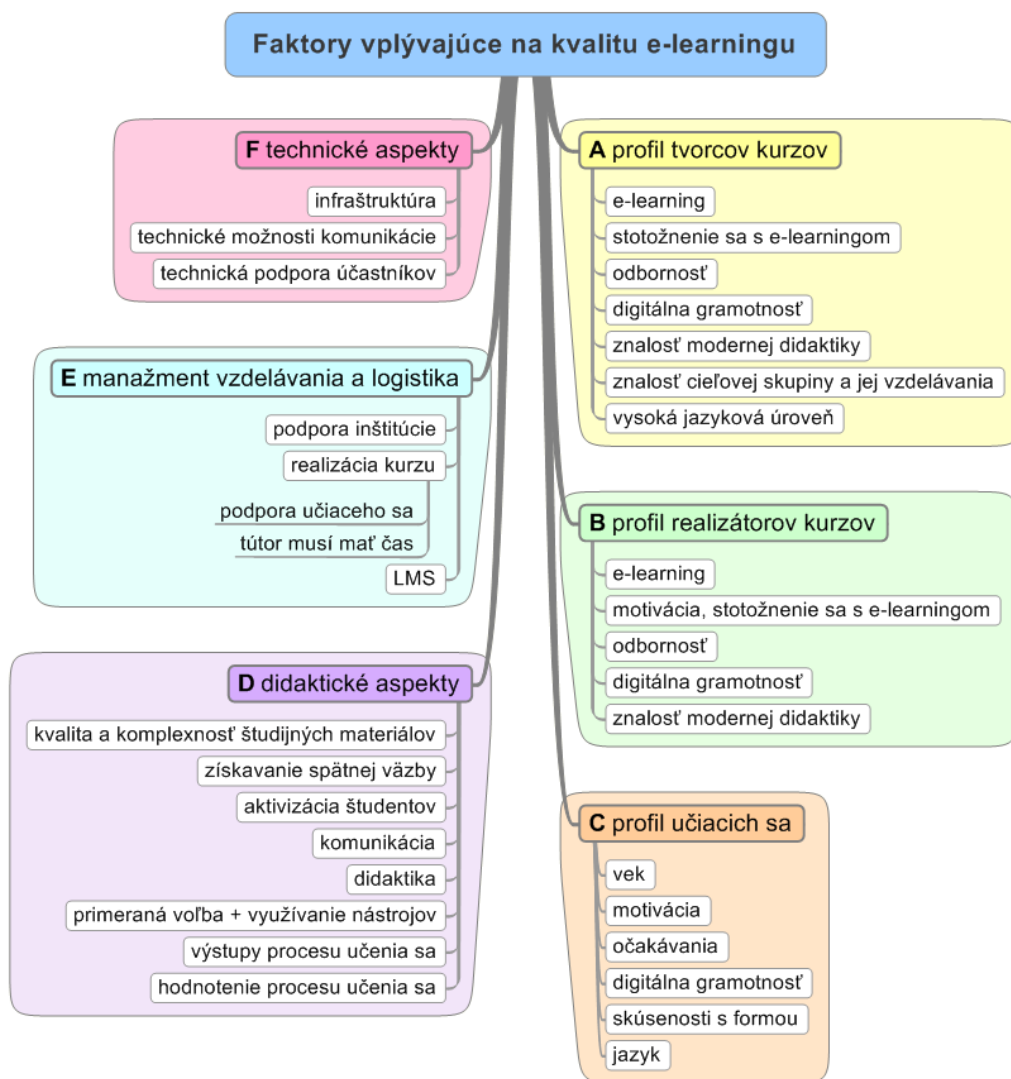 Faktory vplývajúce na kvalitu e-learningu
A profil tvorcov kurzov
e-learning
stotožnenie sa s e-learningom
odbornosť
digitálna gramotnosť
znalosť modernej didaktiky
znalosť cieľovej skupiny a jej vzdelávania
vysoká jazyková úroveň
B profil realizátorov kurzov
e-learning
motivácia, stotožnenie sa s e-learningom
odbornosť
digitálna gramotnosť
znalosť modernej didaktiky
C profil učiacich sa
vek
motivácia
očakávania
digitálna gramotnosť
skúsenosti s formou
jazyk
D didaktické aspekty
kvalita a komplexnosť študijných materiálov
získavanie spätnej väzby
aktivizácia študentov
komunikácia
didaktika
primeraná voľba + využívanie nástrojov
výstupy procesu učenia sa
hodnotenie procesu učenia sa
E manažment vzdelávania a logistika
podpora inštitúcie
realizácia kurzu
podpora učiaceho sa
tútor musí mať čas
LMS
F technické aspekty
infraštruktúra
technické možnosti komunikácie
technická podpora účastníkov